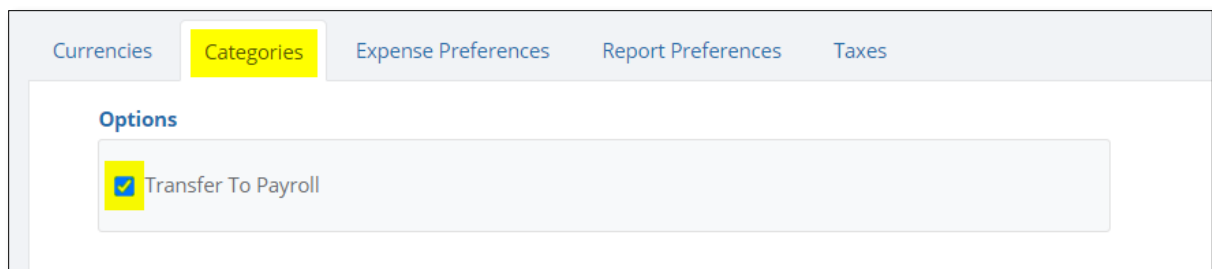 Currencies Categories Expense Preferences Report Preferences Taxes
Options
Transfer To Payroll